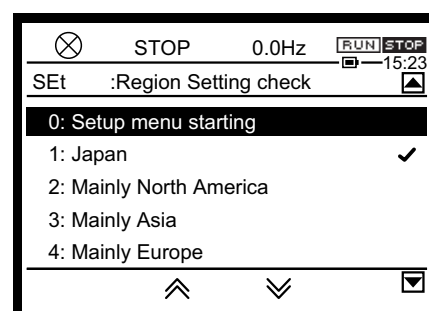 STOP 0.0Hz RUN STOP
15:23
SEt :Region Setting check
0: Setup menu starting
1: Japan
2: Mainly North America
3: Mainly Asia
4: Mainly Europe